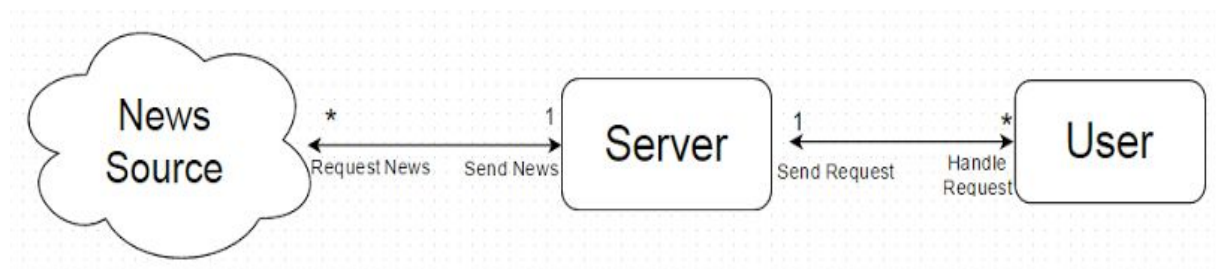 News
Source
*
1
Request News
Send News
Server
1
*
Send Request
Handle
Request
User